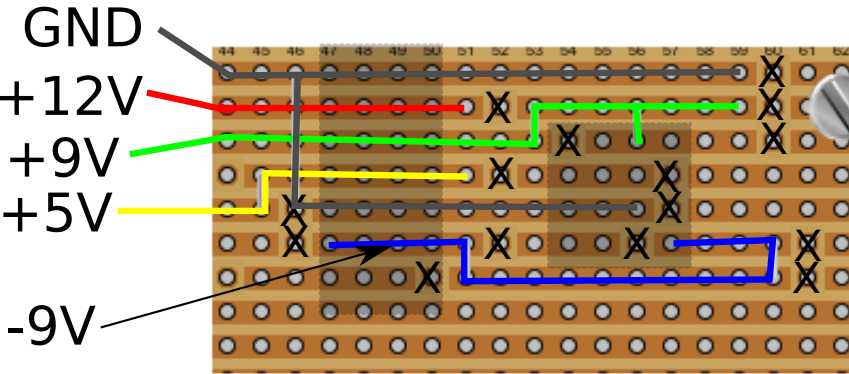 GND
44 45 46 47 48 49 50 51 52 53 54 55 56 57 58 59 60 61 62
X
+12V X X
+9V X X
+5V X X
X X
X X X X
X X
-9V